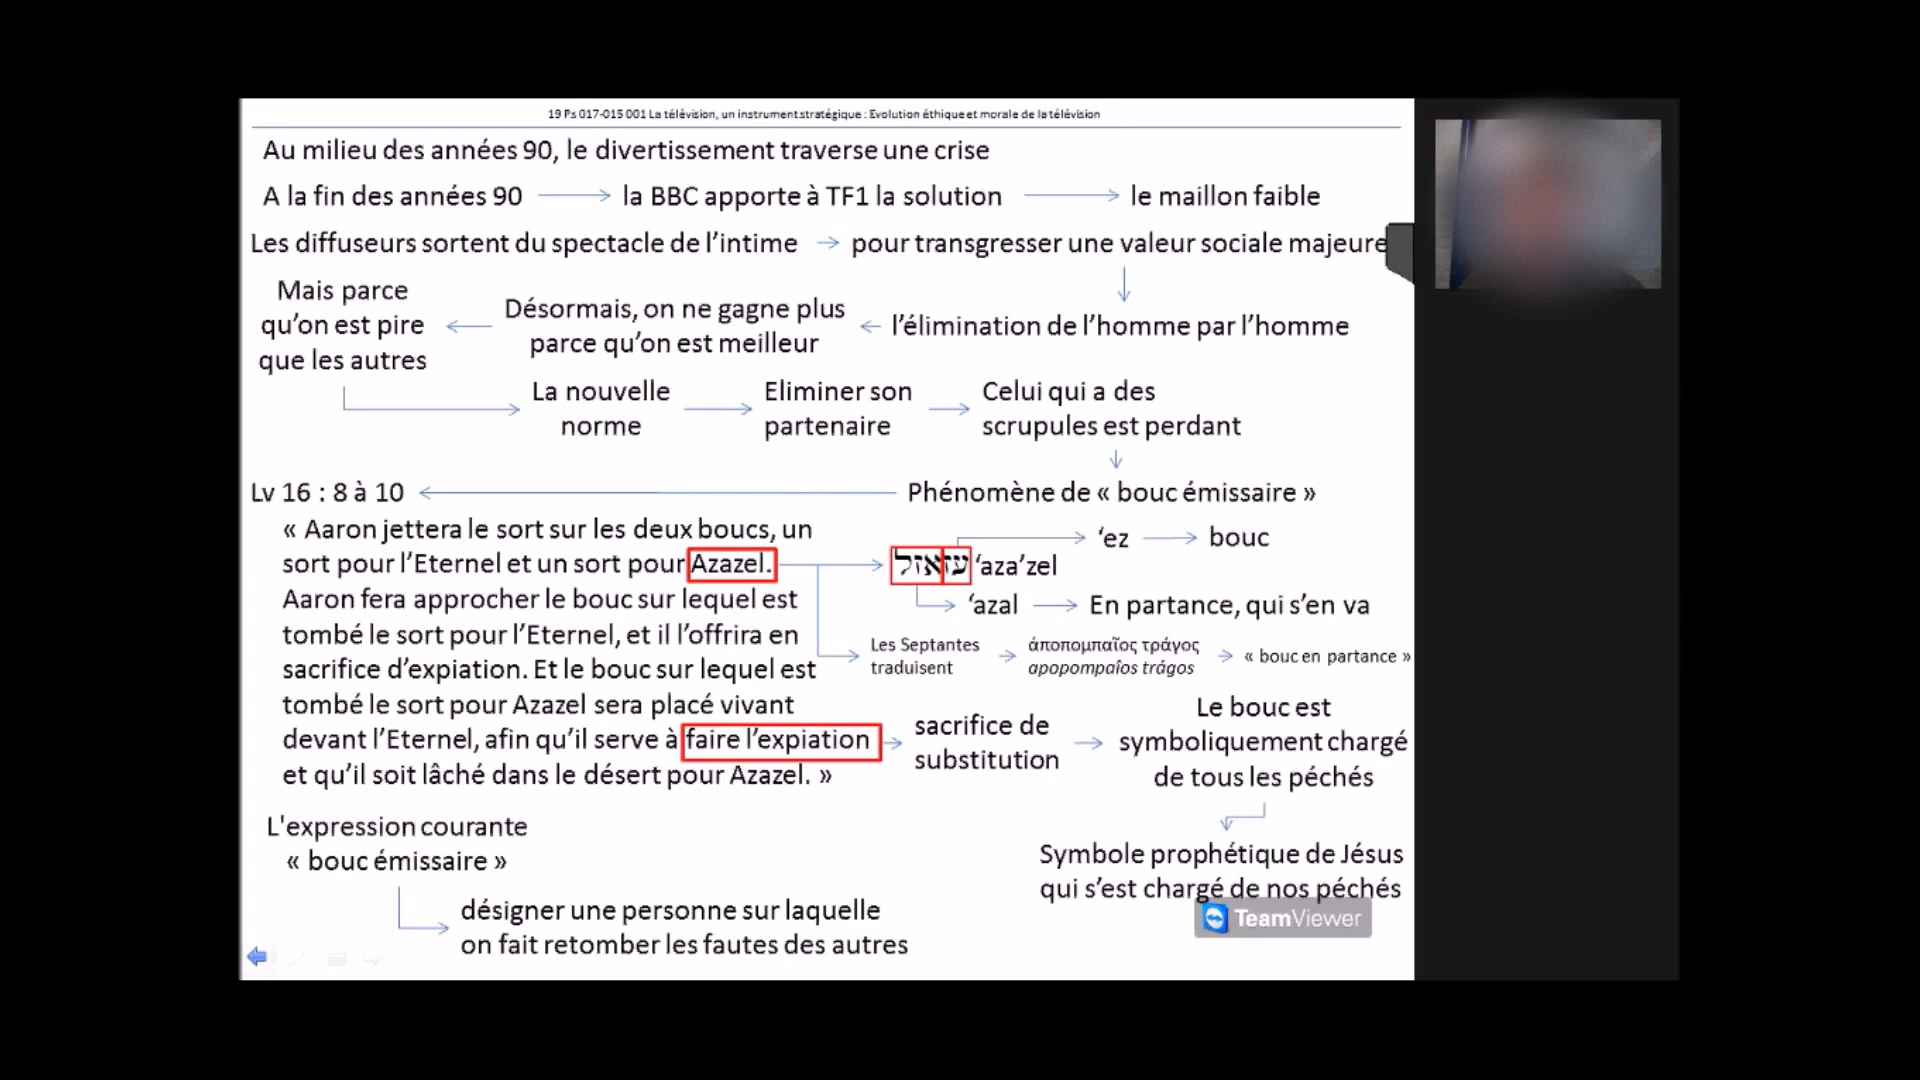 19 Ps 017-015 001 La télévision, un instrument stratégique : Evolution éthique et morale de la télévision
Au milieu des années 90, le divertissement traverse une crise
A la fin des années 90
la BBC apporte à TF1 la solution
le maillon faible
Les diffuseurs sortent du spectacle de l'intime
pour transgresser une valeur sociale majeure
l'élimination de l'homme par l'homme
Désormais, on ne gagne plus
parce qu'on est meilleur
Mais parce
qu'on est pire
que les autres
La nouvelle
norme
Eliminer son
partenaire
Celui qui a des
scrupules est perdant
Phénomène de « bouc émissaire »
Lv 16 : 8 à 10
« Aaron jettera le sort sur les deux boucs, un
sort pour l'Eternel et un sort pour Azazel.
Aaron fera approcher le bouc sur lequel est
tombé le sort pour l'Eternel, et il l'offrira en
sacrifice d'expiation. Et le bouc sur lequel est
tombé le sort pour Azazel sera placé vivant
devant l'Eternel, afin qu'il serve à faire l'expiation
et qu'il soit lâché dans le désert pour Azazel. »
עזאזל ‘aza’zel
‘ez
bouc
‘azal
En partance, qui s'en va
Les Septantes
traduisent
ἀποπομπαῖος τράγος
apopompaîos trágos
« bouc en partance »
sacrifice de
substitution
Le bouc est
symboliquement chargé
de tous les péchés
Symbole prophétique de Jésus
qui s'est chargé de nos péchés
L'expression courante
« bouc émissaire »
désigner une personne sur laquelle
on fait retomber les fautes des autres
TeamViewer